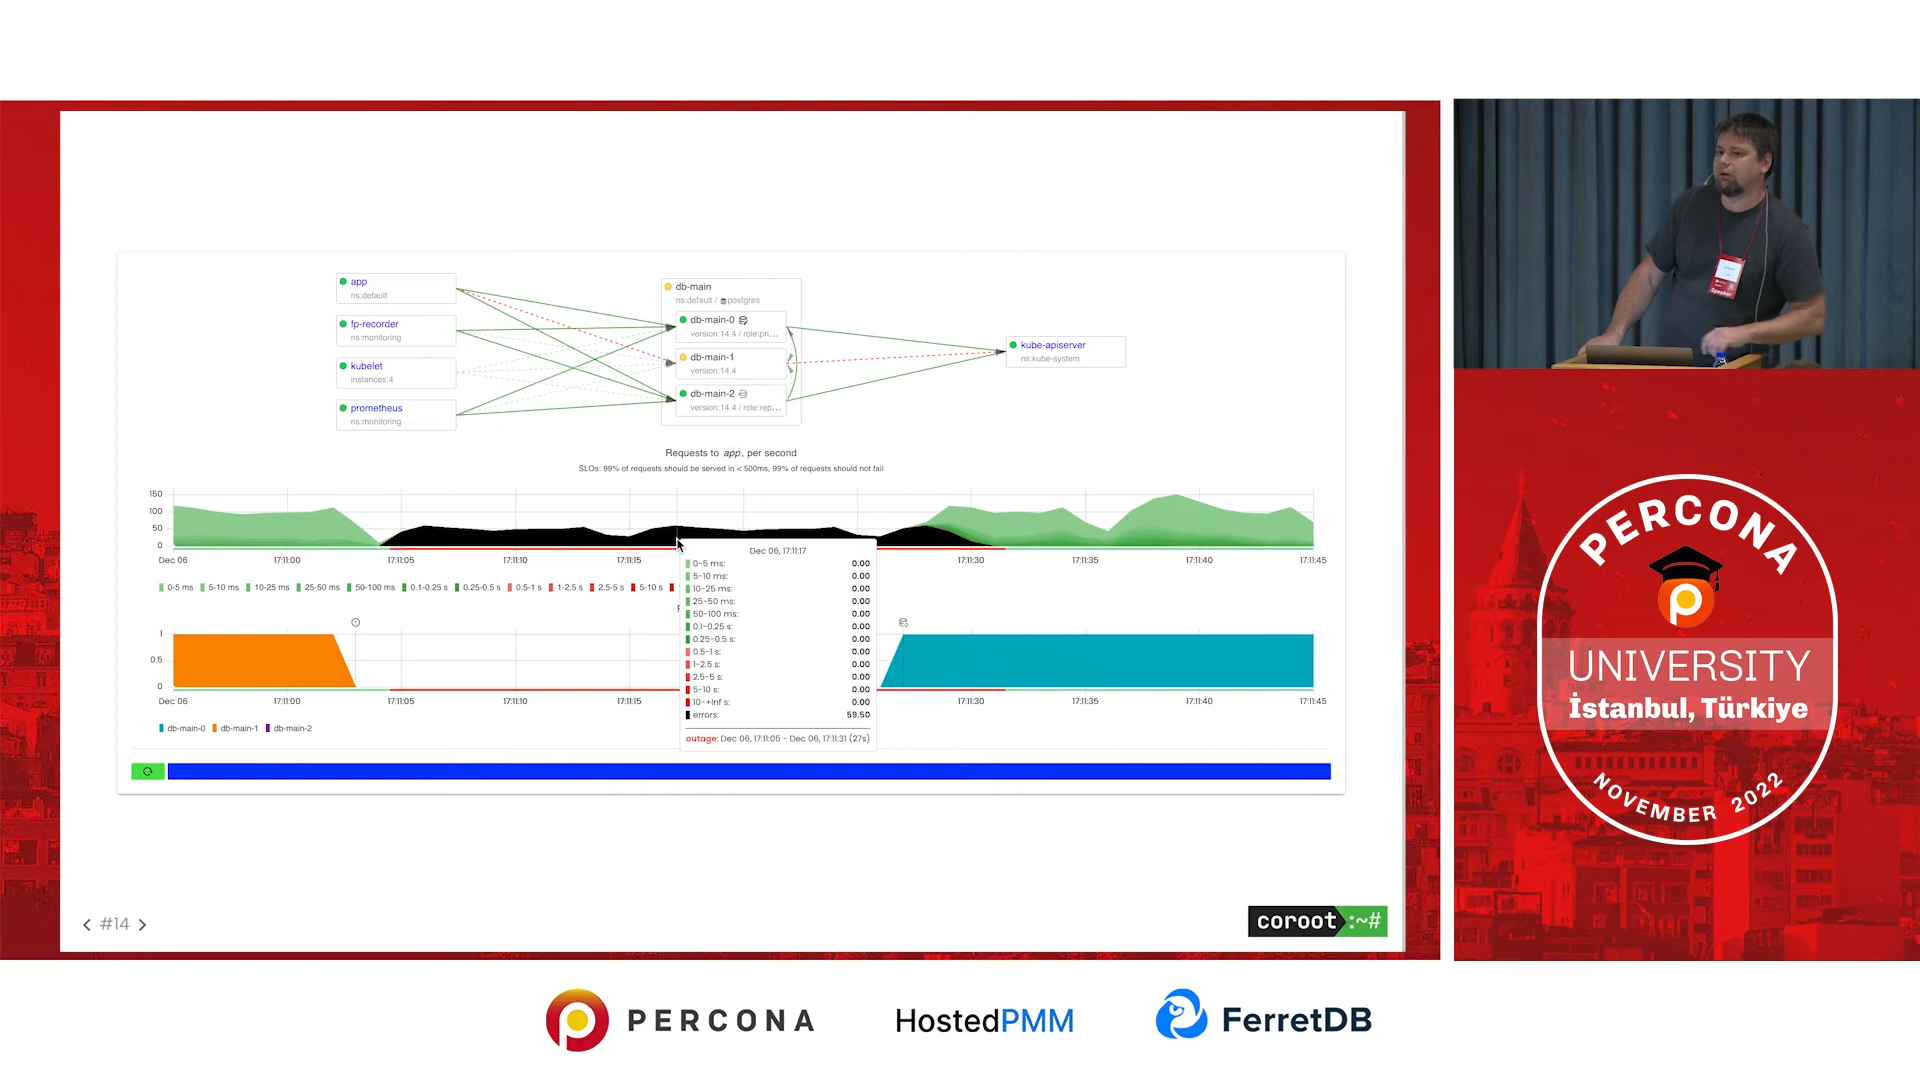 app
ns:default
fp-recorder
ns:monitoring
kubelet
instances:4
prometheus
ns:monitoring
db-main
ns:default / postgres
db-main-0
version:14.4 / role:pri...
db-main-1
version:14.4
db-main-2
version:14.4 / role:rep...
kube-apiserver
ns:kube-system
Requests to app, per second
SLOs: 99% of requests should be served in < 500ms, 99% of requests should not fail
150
100
50
0
Dec 06 17:11:00 17:11:05 17:11:10 17:11:15 17:11:30 17:11:35 17:11:40 17:11:45
0-5 ms 5-10 ms 10-25 ms 25-50 ms 50-100 ms 0.1-0.25 s 0.25-0.5 s 0.5-1 s 1-2.5 s 2.5-5 s 5-10 s
Dec 06, 17:11:17
0-5 ms: 0.00
5-10 ms: 0.00
10-25 ms: 0.00
25-50 ms: 0.00
50-100 ms: 0.00
0.1-0.25 s: 0.00
0.25-0.5 s: 0.00
0.5-1 s: 0.00
1-2.5 s: 0.00
2.5-5 s: 0.00
5-10 s: 0.00
10-+Inf s: 0.00
errors: 59.50
outage: Dec 06, 17:11:05 - Dec 06, 17:11:31 (27s)
1
0.5
0
Dec 06 17:11:00 17:11:05 17:11:10 17:11:15 17:11:30 17:11:35 17:11:40 17:11:45
db-main-0 db-main-1 db-main-2
#14
coroot :~#
PERCONA
UNIVERSITY
İstanbul, Türkiye
NOVEMBER 2022
PERCONA
HostedPMM
FerretDB